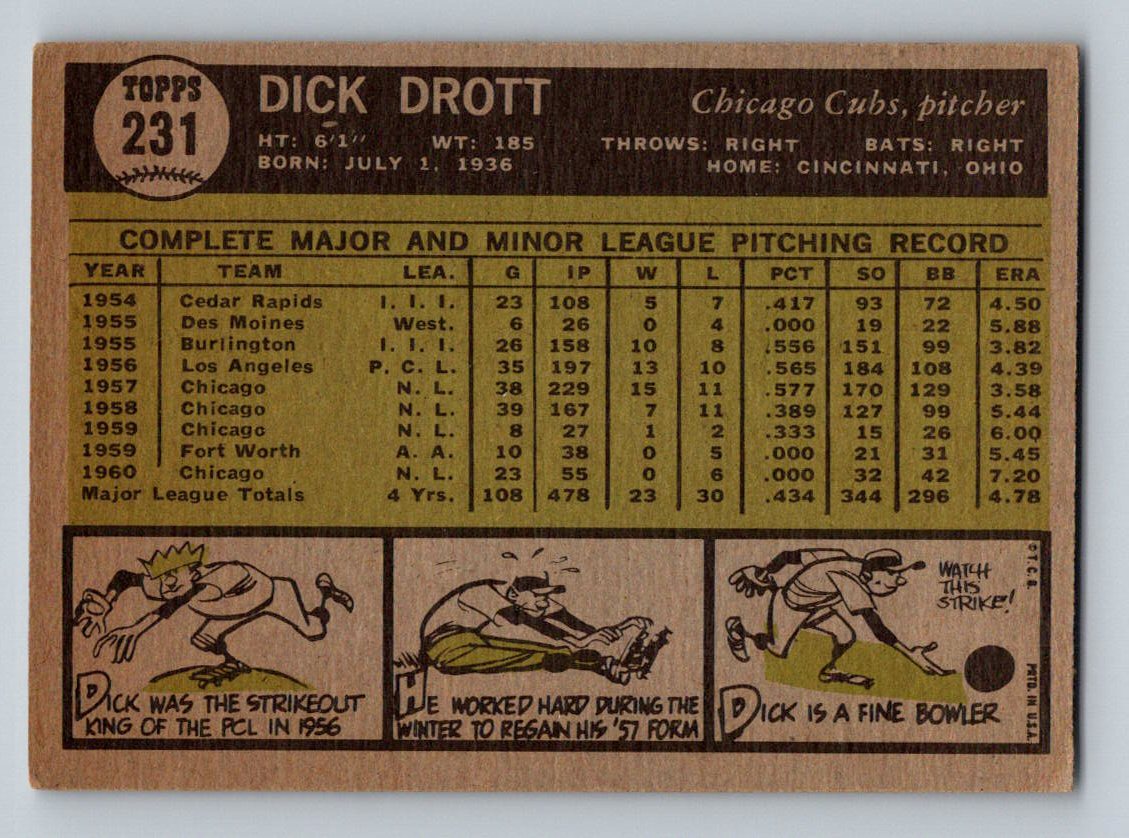 TOPPS
231
DICK DROTT
Chicago Cubs, pitcher
HT: 6'1" WT: 185 THROWS: RIGHT BATS: RIGHT
BORN: JULY 1, 1936 HOME: CINCINNATI, OHIO
COMPLETE MAJOR AND MINOR LEAGUE PITCHING RECORD
YEAR TEAM LEA. G IP W L PCT SO BB ERA
1954 Cedar Rapids I. I. I. 23 108 5 7 .417 93 72 4.50
1955 Des Moines West. 6 26 0 4 .000 19 22 5.88
1955 Burlington I. I. I. 26 158 10 8 .556 151 99 3.82
1956 Los Angeles P. C. L. 35 197 13 10 .565 184 108 4.39
1957 Chicago N. L. 38 229 15 11 .577 170 129 3.58
1958 Chicago N. L. 39 167 7 11 .389 127 99 5.44
1959 Chicago N. L. 8 27 1 2 .333 15 26 6.00
1959 Fort Worth A. A. 10 38 0 5 .000 21 31 5.45
1960 Chicago N. L. 23 55 0 6 .000 32 42 7.20
Major League Totals 4 Yrs. 108 478 23 30 .434 344 296 4.78
DICK WAS THE STRIKEOUT
KING OF THE PCL IN 1956
HE WORKED HARD DURING THE
WINTER TO REGAIN HIS '57 FORM
WATCH
THIS
STRIKE!
DICK IS A FINE BOWLER
© T. C. G.
PRTD. IN U.S.A.